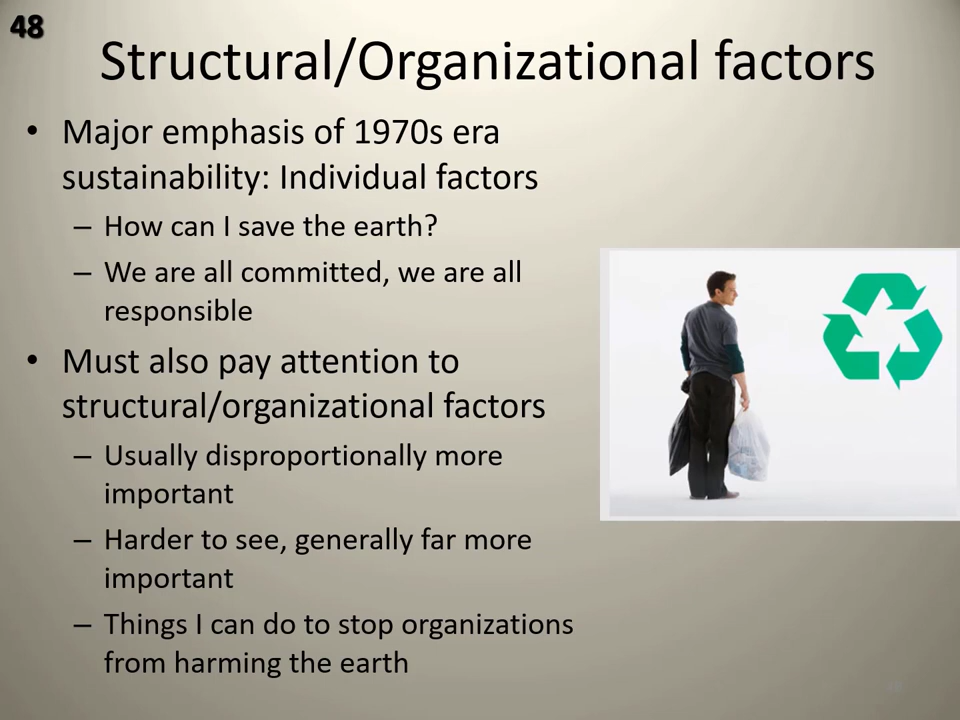 48
Structural/Organizational factors
• Major emphasis of 1970s era
sustainability: Individual factors
– How can I save the earth?
– We are all committed, we are all
responsible
• Must also pay attention to
structural/organizational factors
– Usually disproportionally more
important
– Harder to see, generally far more
important
– Things I can do to stop organizations
from harming the earth